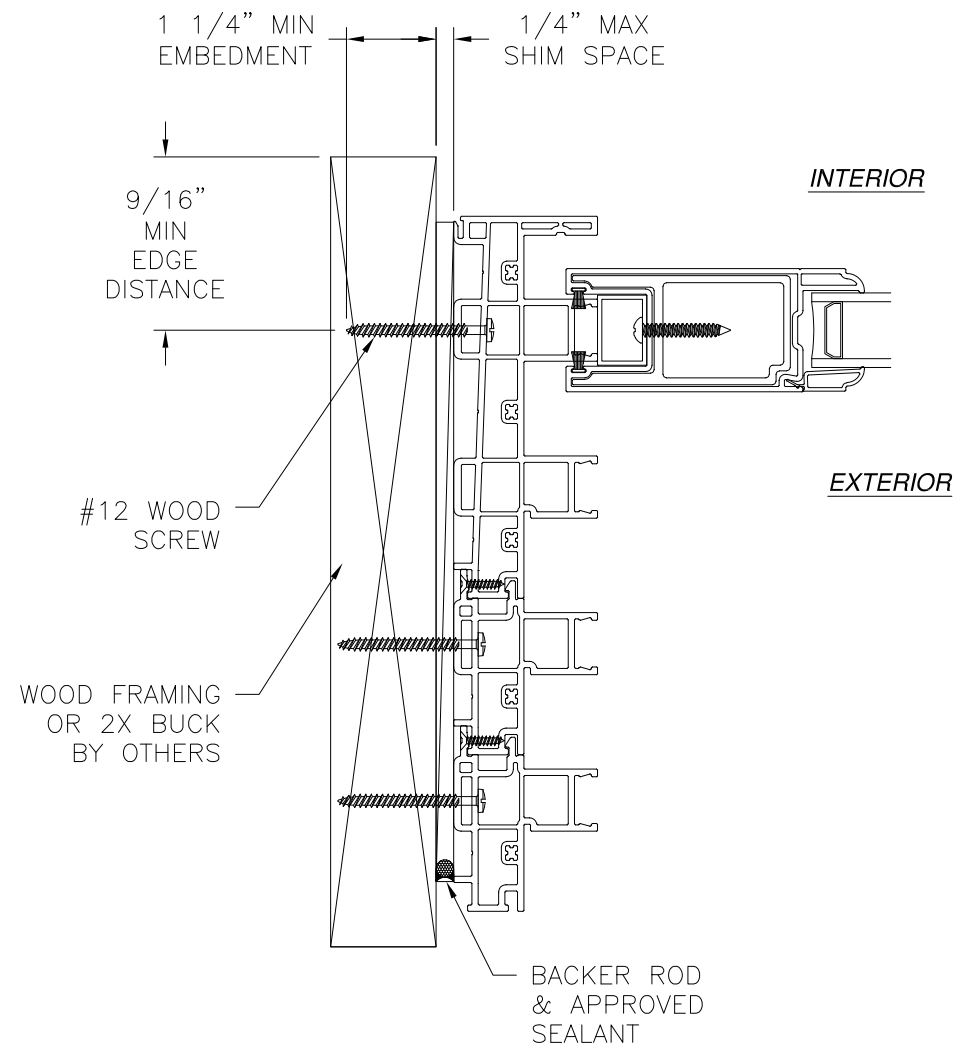 1 1/4” MIN
EMBEDMENT
1/4” MAX
SHIM SPACE
INTERIOR
9/16”
MIN
EDGE
DISTANCE
EXTERIOR
#12 WOOD
SCREW
WOOD FRAMING
OR 2X BUCK
BY OTHERS
BACKER ROD
& APPROVED
SEALANT